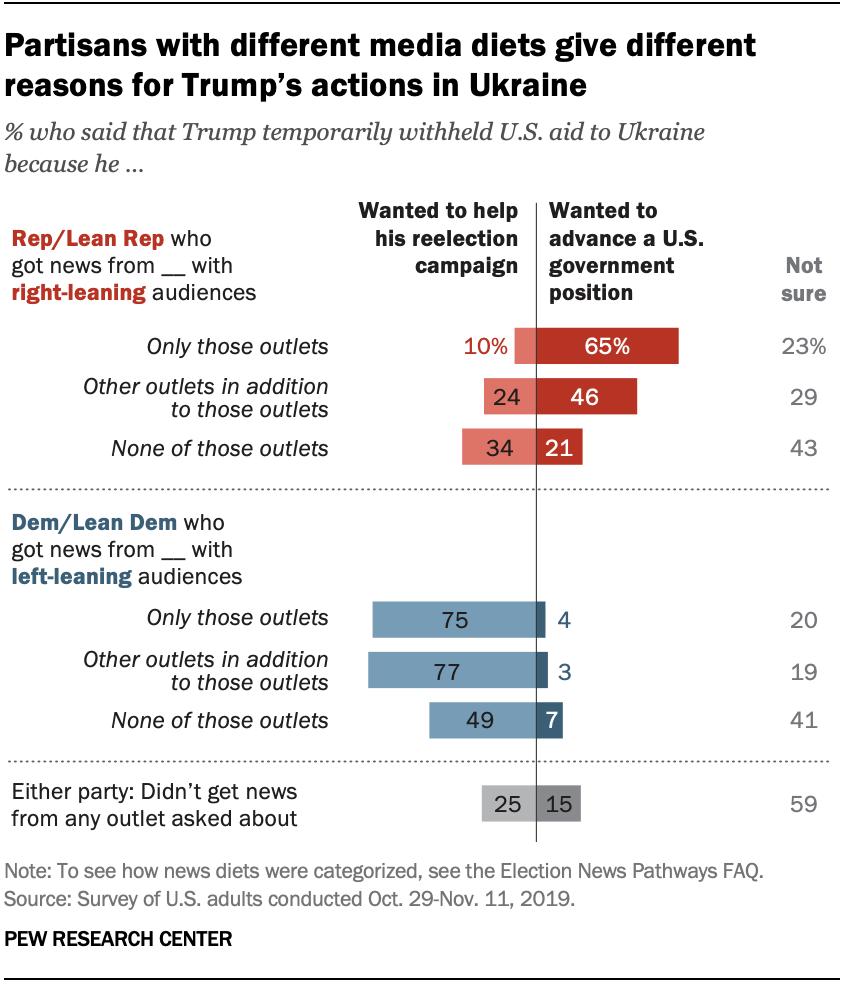 Partisans with different media diets give different
reasons for Trump's actions in Ukraine
% who said that Trump temporarily withheld U.S. aid to Ukraine
because he ...
Rep/Lean Rep who
got news from __ with
right-leaning audiences
Wanted to help
his reelection
campaign
Wanted to
advance a U.S.
government
position
Not
sure
Only those outlets 10% 65% 23%
Other outlets in addition
to those outlets 24 46 29
None of those outlets 34 21 43
Dem/Lean Dem who
got news from __ with
left-leaning audiences
Only those outlets 75 4 20
Other outlets in addition
to those outlets 77 3 19
None of those outlets 49 7 41
Either party: Didn't get news
from any outlet asked about 25 15 59
Note: To see how news diets were categorized, see the Election News Pathways FAQ.
Source: Survey of U.S. adults conducted Oct. 29-Nov. 11, 2019.
PEW RESEARCH CENTER